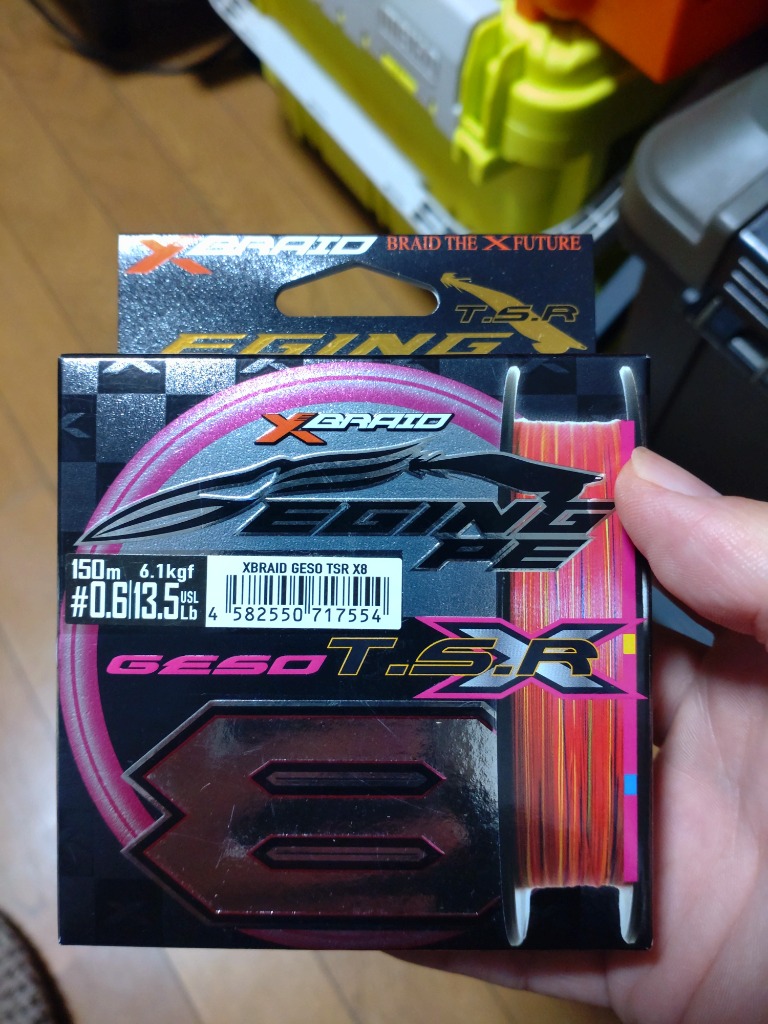 XBRAID BRAID THE X FUTURE
T.S.R
EGING
XBRAID
EGING
PE
150m 6.1kgf
#0.6 13.5 USL Lb
XBRAID GESO TSR X8
4 582550 717554
GESO T.S.R X
8